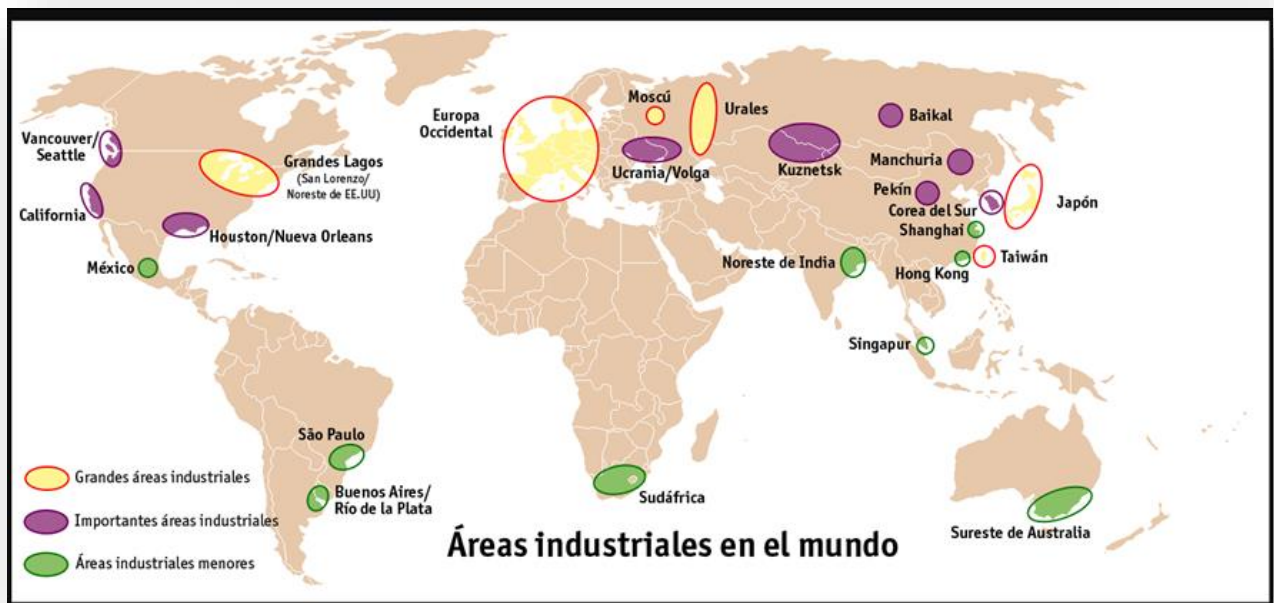 Vancouver/
Seattle
California
México
Grandes Lagos
(San Lorenzo/
Noreste de EE.UU)
Houston/Nueva Orleans
Europa
Occidental
Moscú
Urales
Ucrania/Volga
Kuznetsk
Baikal
Manchuria
Pekín
Corea del Sur
Shanghai
Japón
Taiwán
Hong Kong
Noreste de India
Singapur
São Paulo
Buenos Aires/
Río de la Plata
Sudáfrica
Sureste de Australia
Grandes áreas industriales
Importantes áreas industriales
Áreas industriales menores
Áreas industriales en el mundo